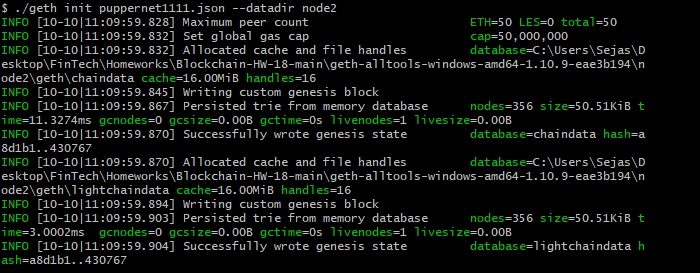 $ ./geth init puppernet1111.json --datadir node2
INFO [10-10|11:09:59.828] Maximum peer count                       ETH=50 LES=0 total=50
INFO [10-10|11:09:59.832] Set global gas cap                       cap=50,000,000
INFO [10-10|11:09:59.832] Allocated cache and file handles         database=C:\Users\Sejas\D
esktop\FinTech\Homeworks\Blockchain-HW-18-main\geth-alltools-windows-amd64-1.10.9-eae3b194\n
ode2\geth\chaindata cache=16.00MiB handles=16
INFO [10-10|11:09:59.845] Writing custom genesis block
INFO [10-10|11:09:59.867] Persisted trie from memory database      nodes=356 size=50.51KiB t
ime=11.3274ms gcnodes=0 gcsize=0.00B gctime=0s livenodes=1 livesize=0.00B
INFO [10-10|11:09:59.870] Successfully wrote genesis state         database=chaindata hash=a
8d1b1..430767
INFO [10-10|11:09:59.870] Allocated cache and file handles         database=C:\Users\Sejas\D
esktop\FinTech\Homeworks\Blockchain-HW-18-main\geth-alltools-windows-amd64-1.10.9-eae3b194\n
ode2\geth\lightchaindata cache=16.00MiB handles=16
INFO [10-10|11:09:59.894] Writing custom genesis block
INFO [10-10|11:09:59.903] Persisted trie from memory database      nodes=356 size=50.51KiB t
ime=3.0002ms  gcnodes=0 gcsize=0.00B gctime=0s livenodes=1 livesize=0.00B
INFO [10-10|11:09:59.904] Successfully wrote genesis state         database=lightchaindata h
ash=a8d1b1..430767